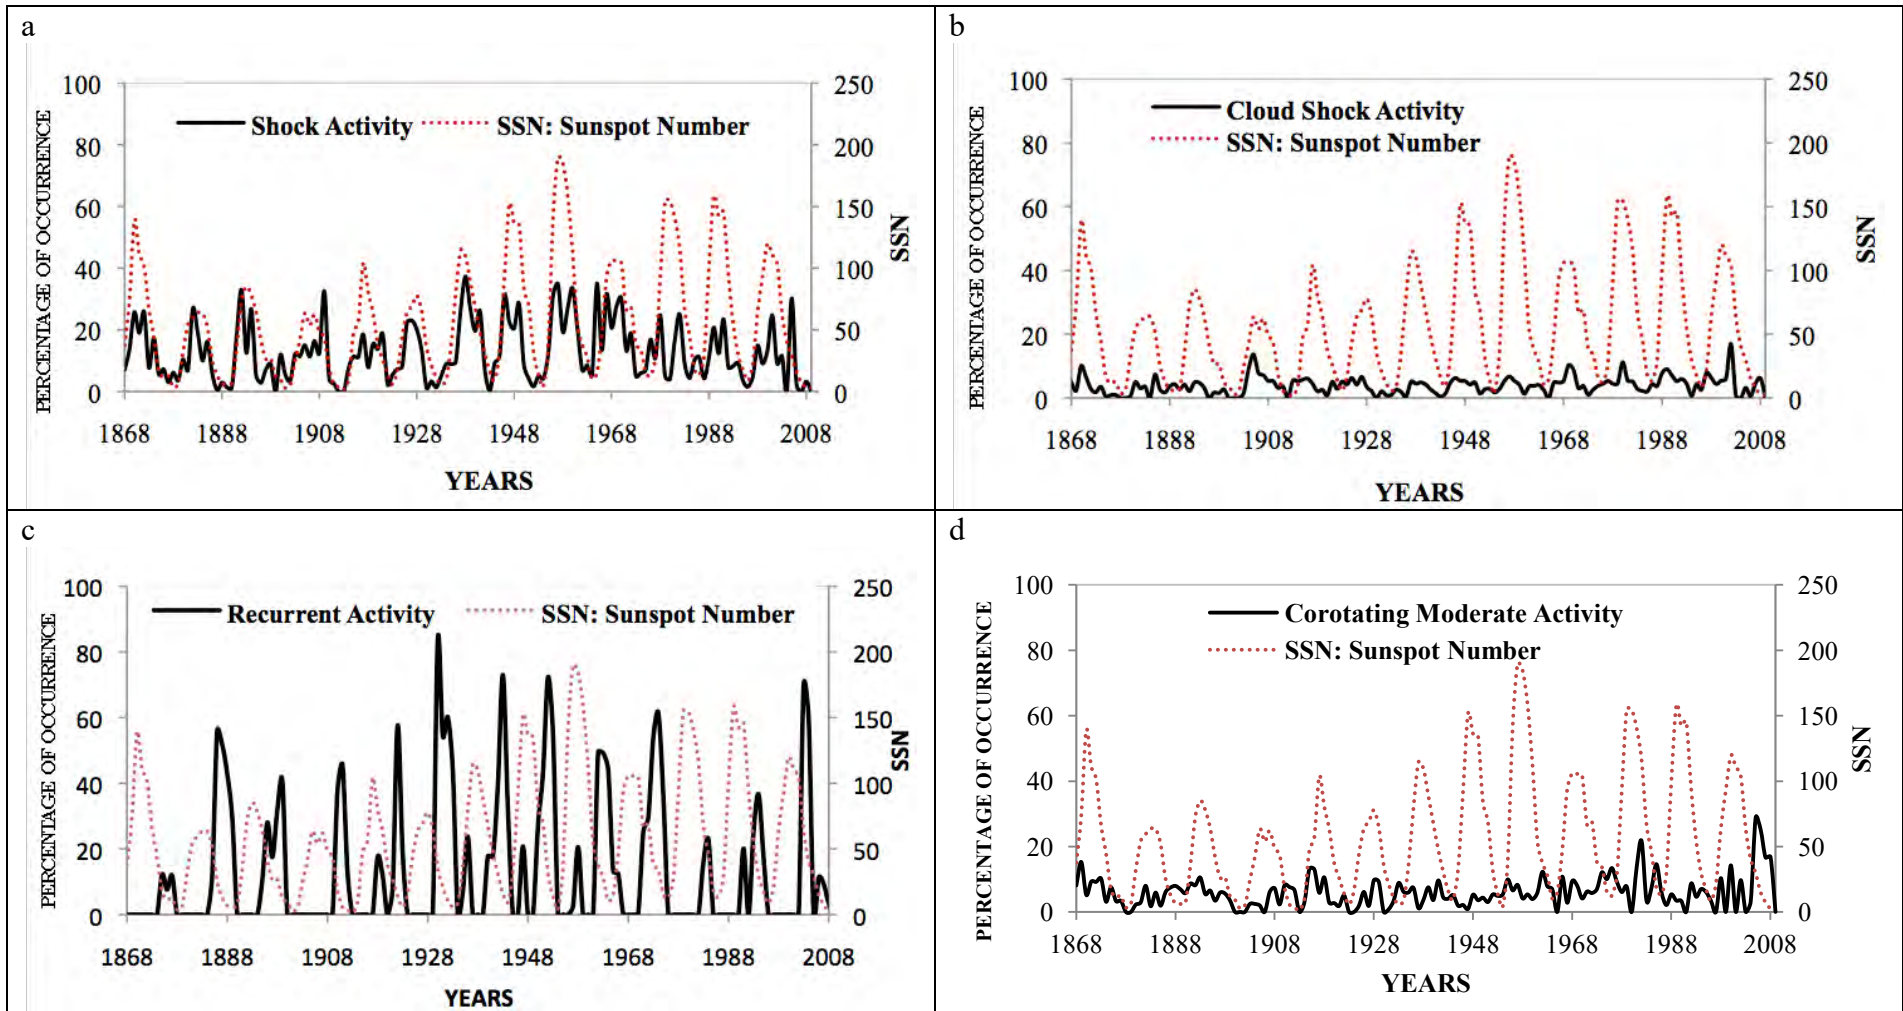 a
PERCENTAGE OF OCCURRENCE
100
80
60
40
20
0
Shock Activity
SSN: Sunspot Number
250
200
150
100
50
0
SSN
1868 1888 1908 1928 1948 1968 1988 2008
YEARS
b
PERCENTAGE OF OCCURRENCE
100
80
60
40
20
0
Cloud Shock Activity
SSN: Sunspot Number
250
200
150
100
50
0
SSN
1868 1888 1908 1928 1948 1968 1988 2008
YEARS
c
PERCENTAGE OF OCCURRENCE
100
80
60
40
20
0
Recurrent Activity
SSN: Sunspot Number
250
200
150
100
50
0
SSN
1868 1888 1908 1928 1948 1968 1988 2008
YEARS
d
PERCENTAGE OF OCCURRENCE
100
80
60
40
20
0
Corotating Moderate Activity
SSN: Sunspot Number
250
200
150
100
50
0
SSN
1868 1888 1908 1928 1948 1968 1988 2008
YEARS